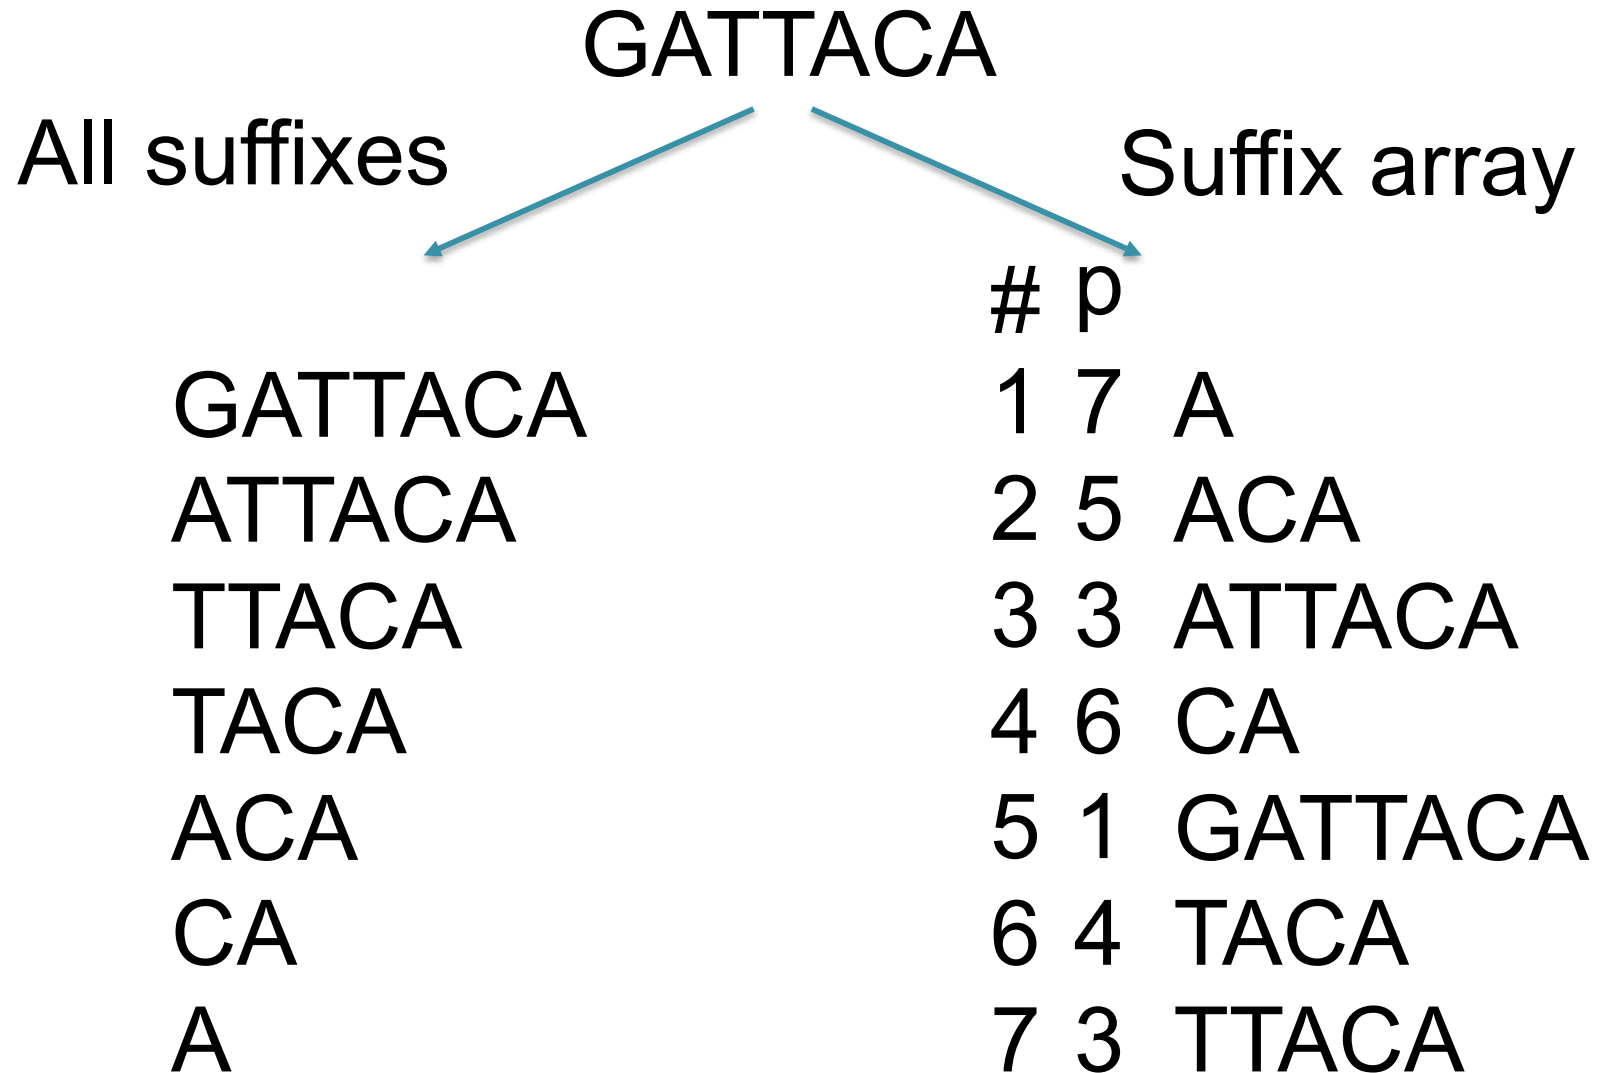 GATTACA
All suffixes
Suffix array
# p
GATTACA
ATTACA
TTACA
TACA
ACA
CA
A
1 7 A
2 5 ACA
3 3 ATTACA
4 6 CA
5 1 GATTACA
6 4 TACA
7 3 TTACA